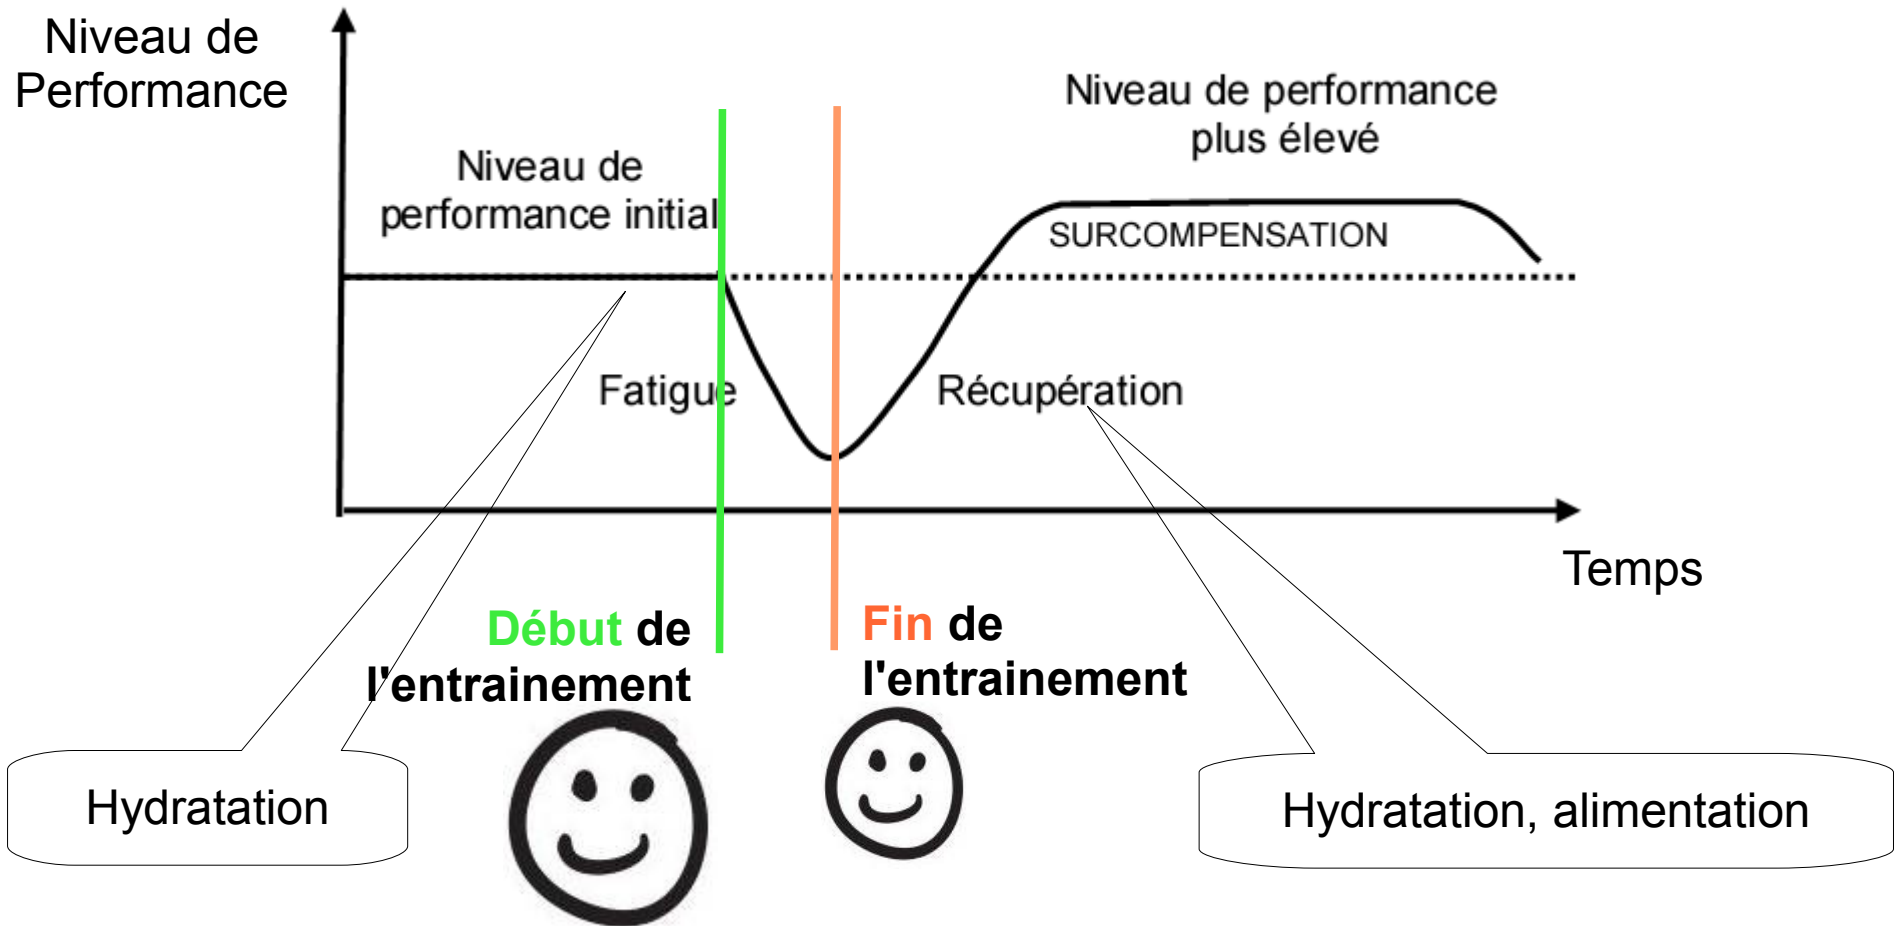 Niveau de
Performance
Niveau de performance
plus élevé
Niveau de
performance initial
SURCOMPENSATION
Fatigue
Récupération
Temps
Début de
l'entrainement
Fin de
l'entrainement
Hydratation
Hydratation, alimentation